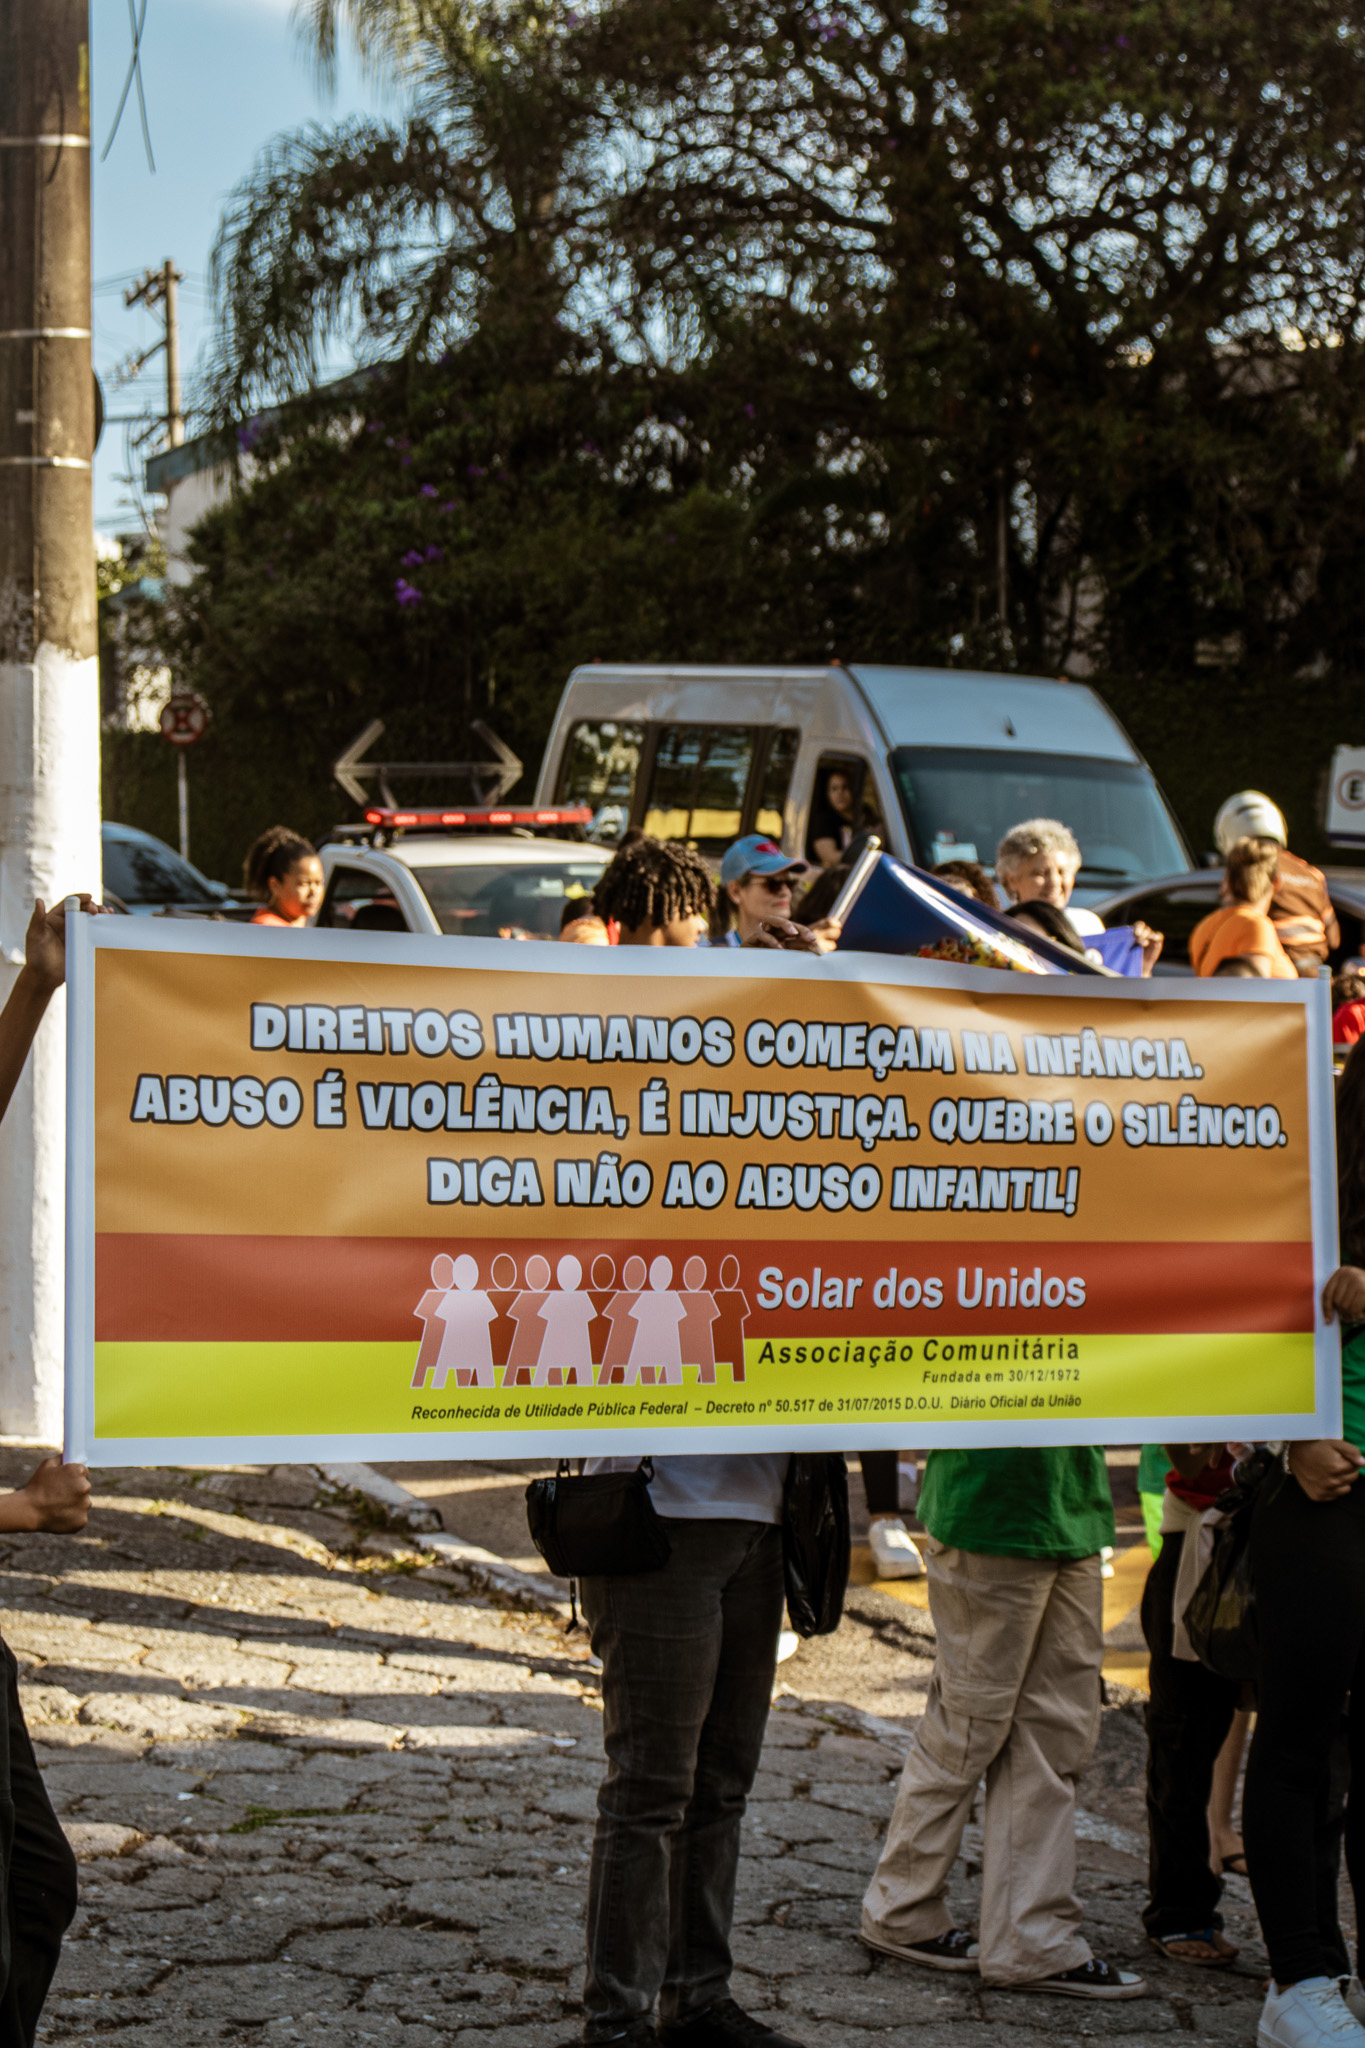 DIREITOS HUMANOS COMEÇAM NA INFÂNCIA.
ABUSO É VIOLÊNCIA, É INJUSTIÇA. QUEBRE O SILÊNCIO.
DIGA NÃO AO ABUSO INFANTIL!
Solar dos Unidos
Associação Comunitária
Fundada em 30/12/1972
Reconhecida de Utilidade Pública Federal – Decreto nº 50.517 de 31/07/2015 D.O.U. Diário Oficial da União
E